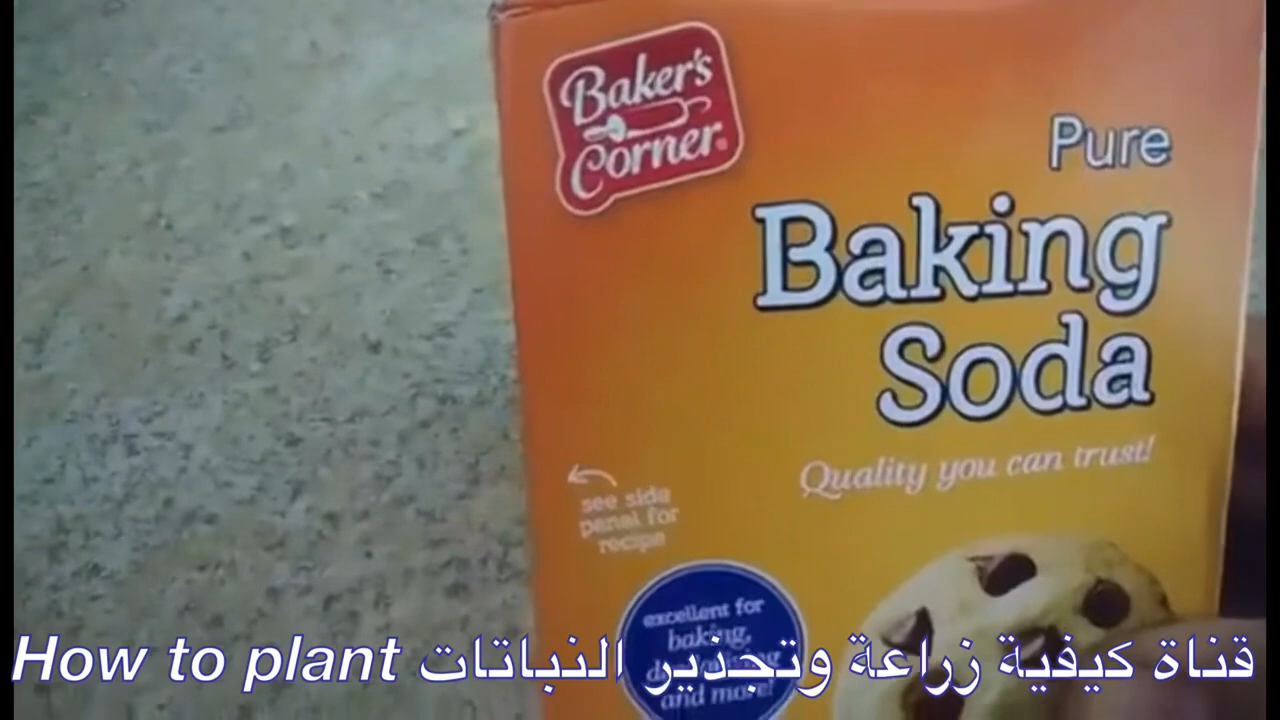 Baker's
Corner
Pure
Baking
Soda
Quality you can trust!
see side
panel for
recipe
excellent for
baking,
and more!
قناة كيفية زراعة وتجذير النباتات How to plant